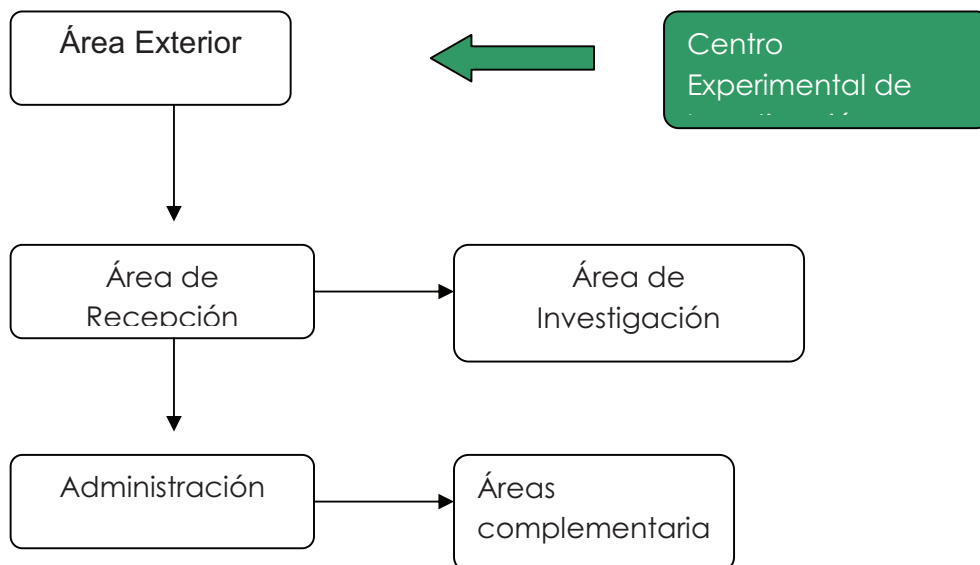 Área Exterior
Centro
Experimental de
Área de
Recepción
Área de
Investigación
Administración
Áreas
complementaria